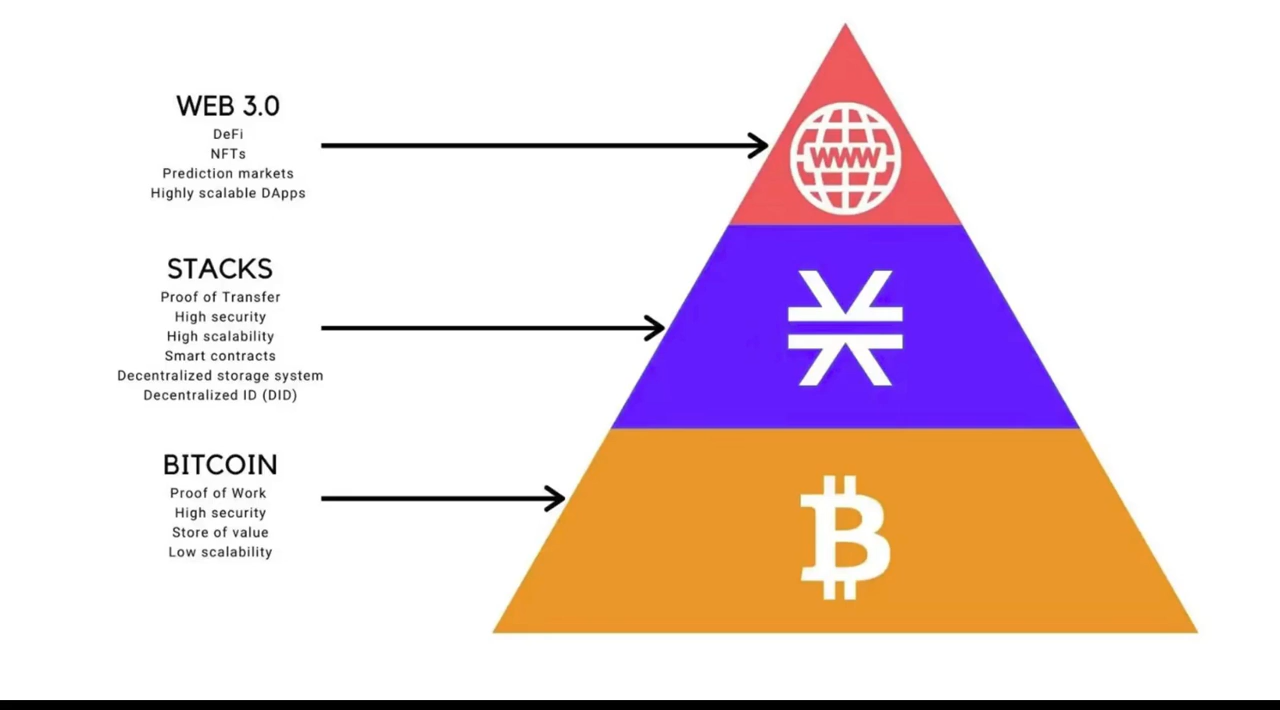 WEB 3.0
DeFi
NFTs
Prediction markets
Highly scalable DApps
WWW
STACKS
Proof of Transfer
High security
High scalability
Smart contracts
Decentralized storage system
Decentralized ID (DID)
BITCOIN
Proof of Work
High security
Store of value
Low scalability